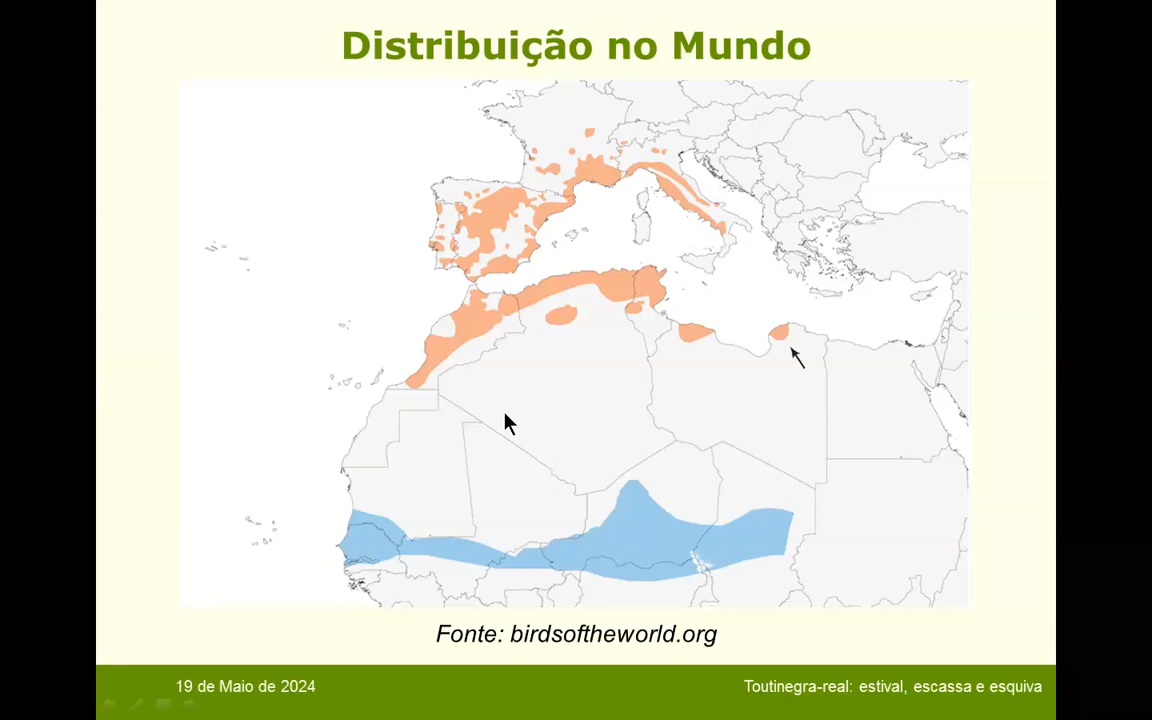 Distribuição no Mundo
Fonte: birdsoftheworld.org
19 de Maio de 2024
Toutinegra-real: estival, escassa e esquiva